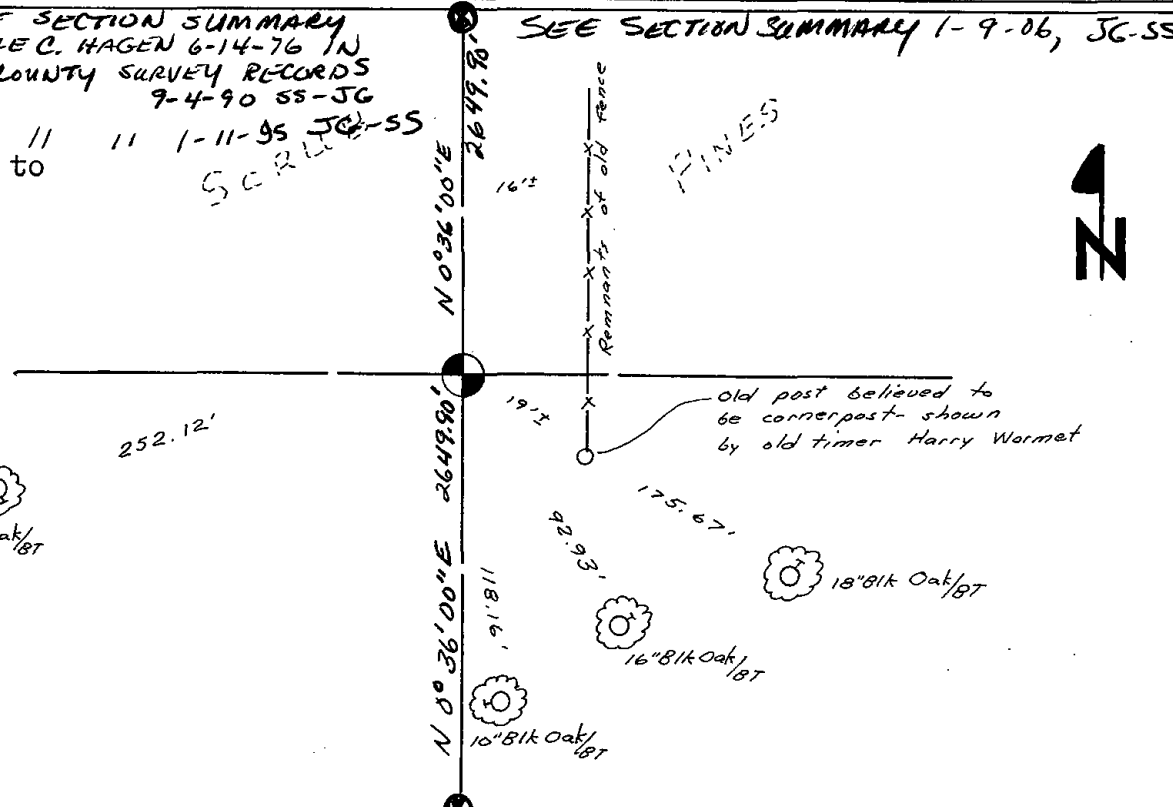 SECTION SUMMARY
LE C. HAGEN 6-14-76 IN
COUNTY SURVEY RECORDS
9-4-90 SS-JG
" " 1-11-95 JG-SS
to
SEE SECTION SUMMARY 1-9-06, JG-SS
SCRUB
PINES
N 0°36'00"E 2649.90'
16'±
Remnants of old fence
N
252.12'
19'±
old post believed to
be cornerpost- shown
by old timer Harry Wormet
N 0°36'00"E 2649.90'
118.16'
92.93'
175.67'
ak/BT
18"Blk Oak/BT
16"Blk Oak/BT
10"Blk Oak/BT